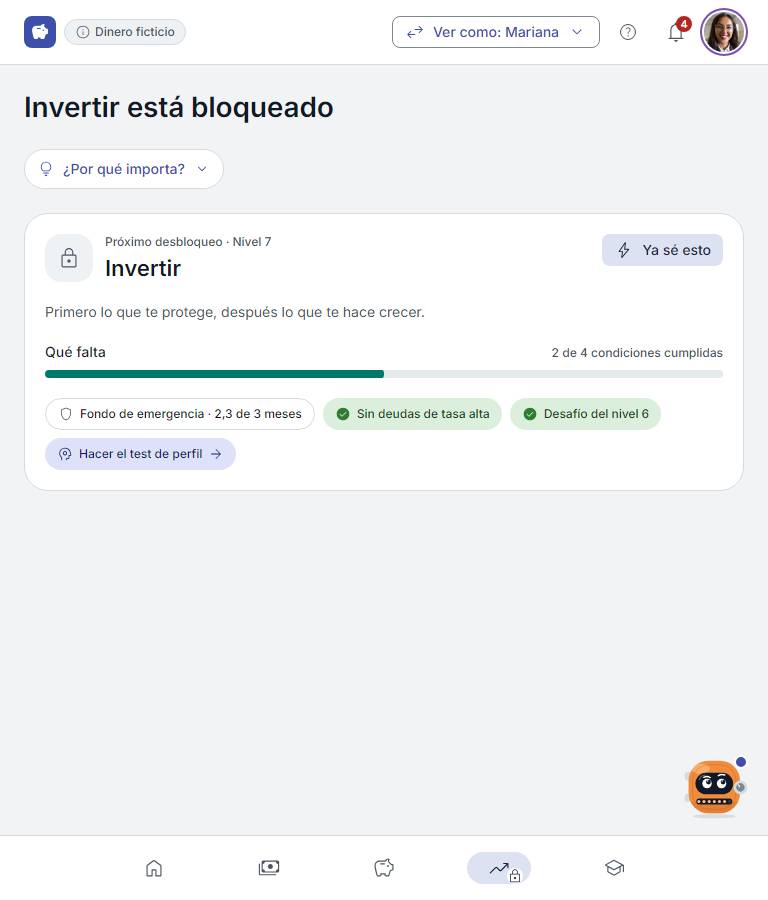 Dinero ficticio
Ver como: Mariana
4
Invertir está bloqueado
¿Por qué importa?
Próximo desbloqueo · Nivel 7
Invertir
Ya sé esto
Primero lo que te protege, después lo que te hace crecer.
Qué falta
2 de 4 condiciones cumplidas
Fondo de emergencia · 2,3 de 3 meses
Sin deudas de tasa alta
Desafío del nivel 6
Hacer el test de perfil